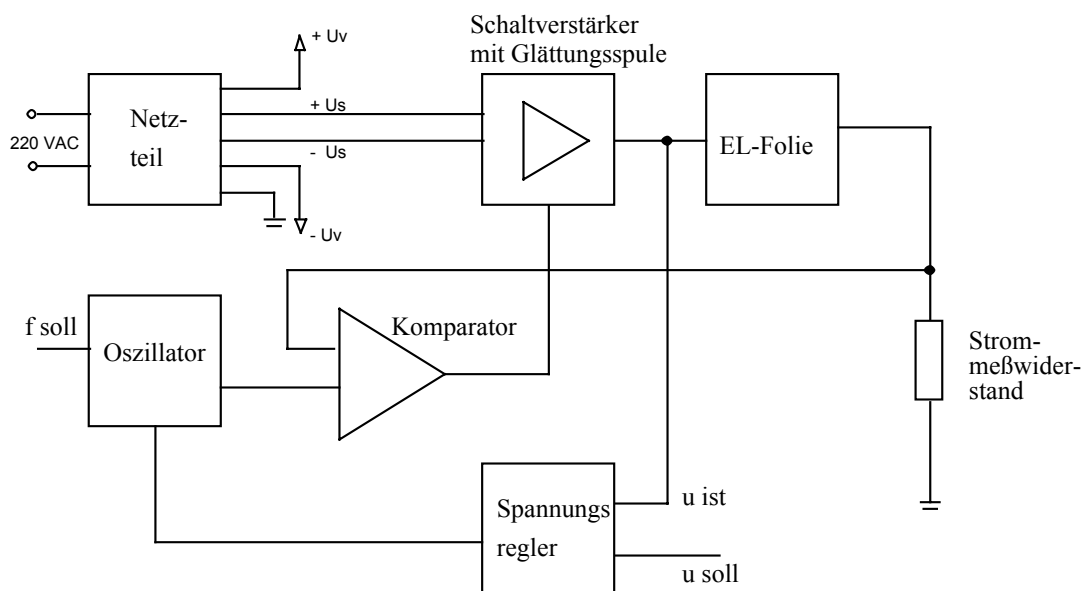 Schaltverstärker
mit Glättungsspule
+ Uv
220 VAC
Netz-
teil
+ Us
- Us
- Uv
EL-Folie
f soll
Oszillator
Komparator
Strom-
meßwider-
stand
Spannungs
regler
u ist
u soll